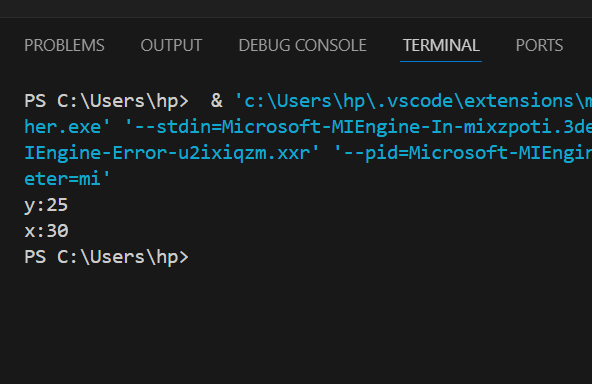 PROBLEMS OUTPUT DEBUG CONSOLE TERMINAL PORTS
PS C:\Users\hp>  & 'c:\Users\hp\.vscode\extensions\m
her.exe' '--stdin=Microsoft-MIEngine-In-mixzpoti.3de
IEngine-Error-u2ixiqzm.xxr' '--pid=Microsoft-MIEngin
eter=mi'
y:25
x:30
PS C:\Users\hp>